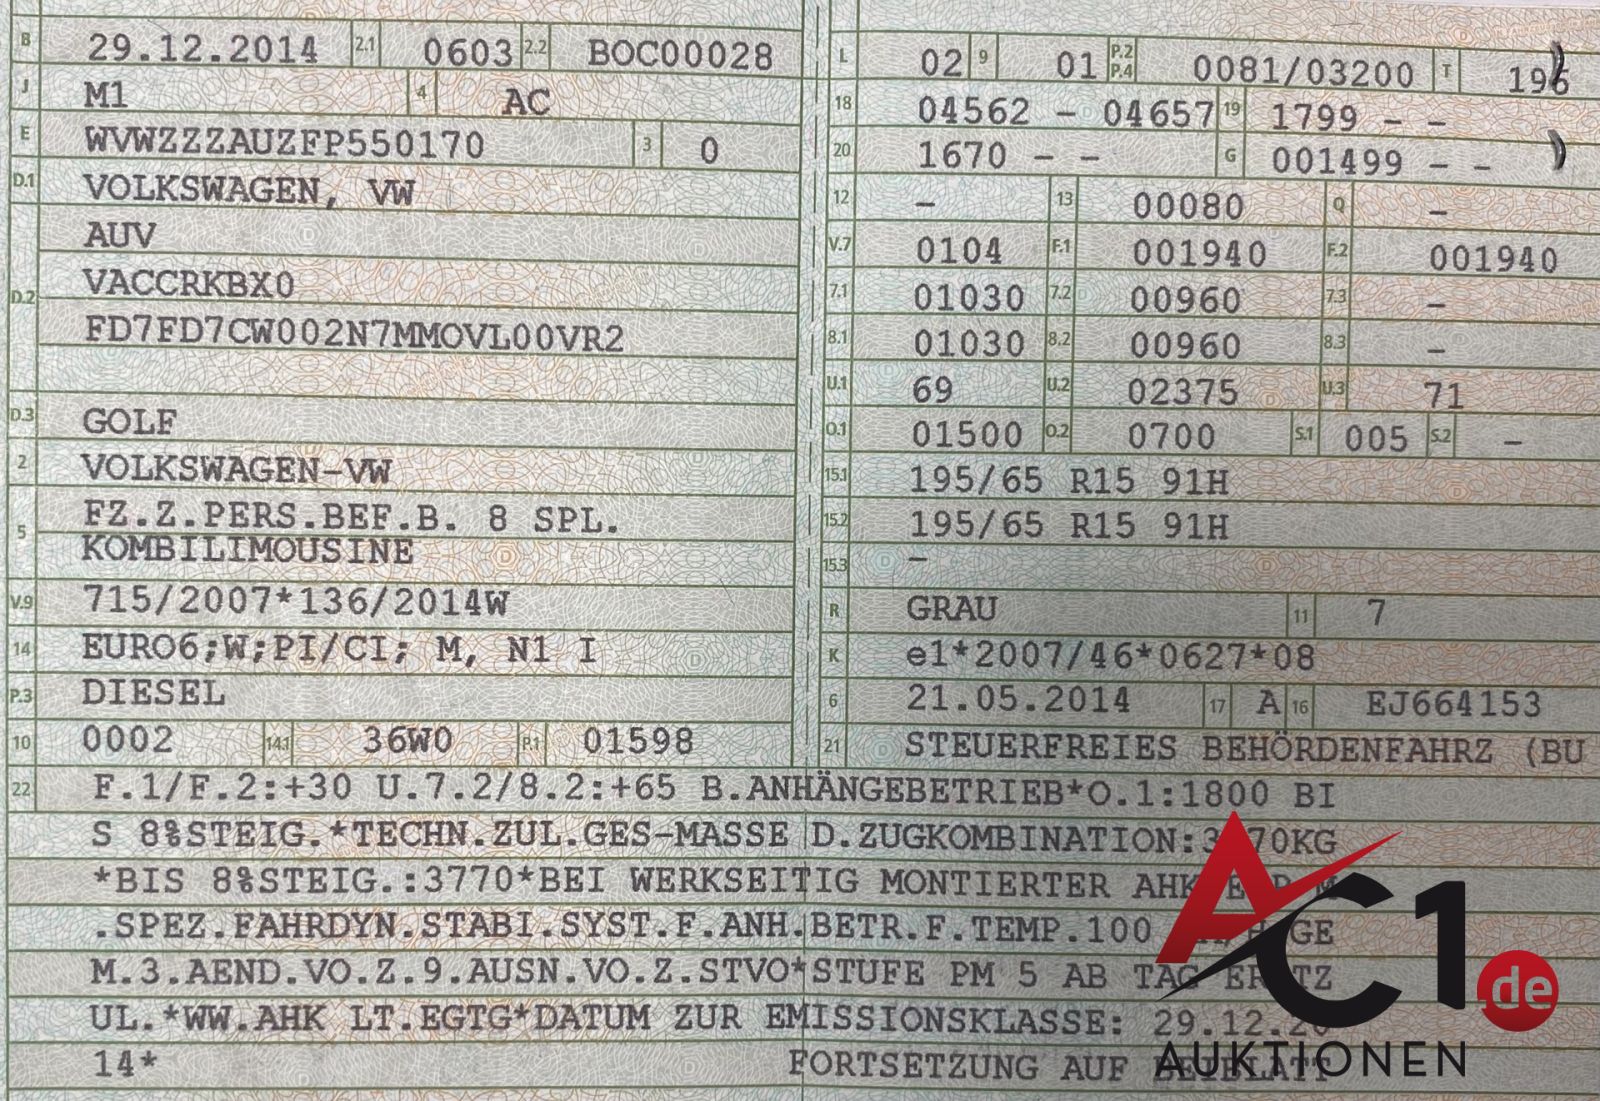 B 29.12.2014 2.1 0603 2.2 BOC00028
J M1 4 AC
E WVWZZZAUZFP550170 3 0
D.1 VOLKSWAGEN, VW
AUV
D.2 VACCRKBX0
FD7FD7CW002N7MMOVL00VR2
D.3 GOLF
2 VOLKSWAGEN-VW
5 FZ.Z.PERS.BEF.B. 8 SPL.
KOMBILIMOUSINE
V.9 715/2007*136/2014W
14 EURO6;W;PI/CI; M, N1 I
P.3 DIESEL
10 0002 14.1 36W0 P.1 01598
L 02 9 01 P.2 P.4 0081/03200 T 196
18 04562 - 04657 19 1799 - -
20 1670 - - G 001499 - -
12 - 13 00080 Q -
V.7 0104 F.1 001940 F.2 001940
7.1 01030 7.2 00960 7.3 -
8.1 01030 8.2 00960 8.3 -
U.1 69 U.2 02375 U.3 71
O.1 01500 O.2 0700 S.1 005 S.2 -
15.1 195/65 R15 91H
15.2 195/65 R15 91H
15.3 -
R GRAU 11 7
K e1*2007/46*0627*08
6 21.05.2014 17 A 16 EJ664153
21 STEUERFREIES BEHÖRDENFAHRZ (BU
22 F.1/F.2:+30 U.7.2/8.2:+65 B.ANHÄNGEBETRIEB*O.1:1800 BI
S 8%STEIG.*TECHN.ZUL.GES-MASSE D.ZUGKOMBINATION:3 70KG
*BIS 8%STEIG.:3770*BEI WERKSEITIG MONTIERTER AHK
.SPEZ.FAHRDYN.STABI.SYST.F.ANH.BETR.F.TEMP.100 GE
M.3.AEND.VO.Z.9.AUSN.VO.Z.STVO*STUFE PM 5 AB TAG
UL.*WW.AHK LT.EGTG*DATUM ZUR EMISSIONSKLASSE: 29.12.20
14* FORTSETZUNG AUF BEIBLATT
AC1.de
AUKTIONEN